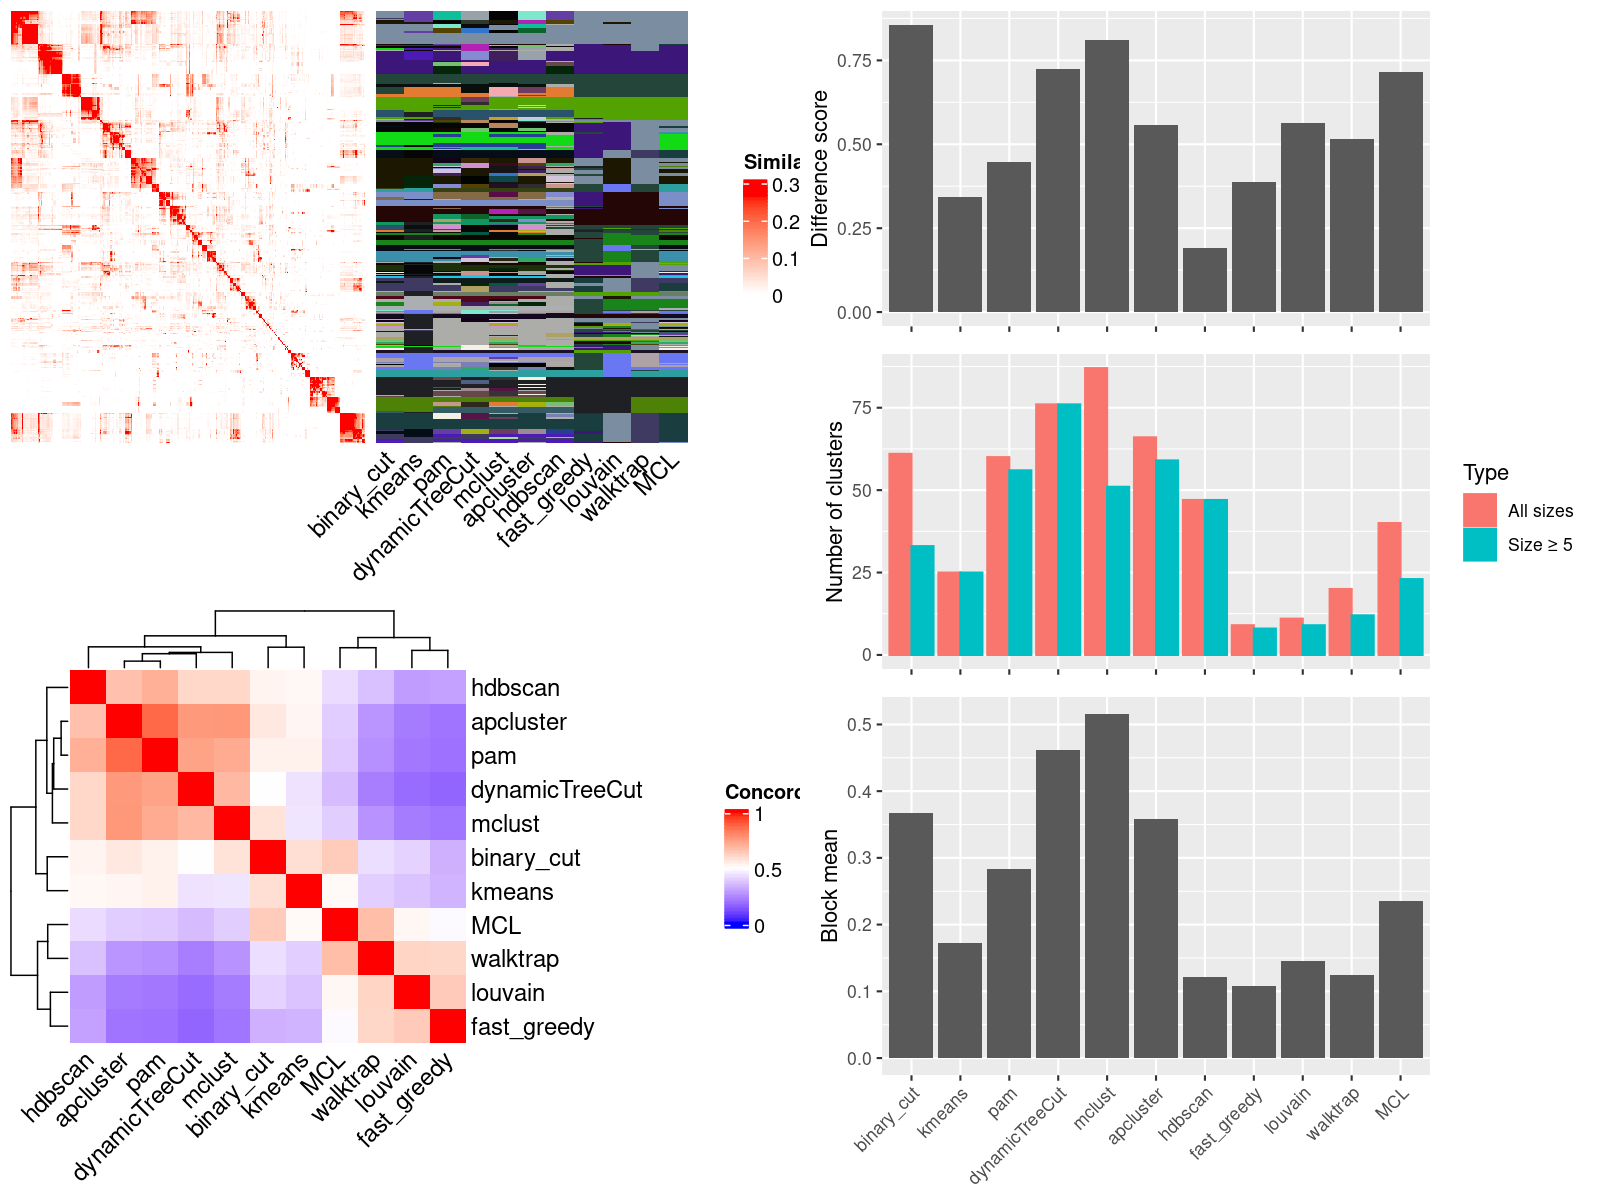 Simila
0.3
0.2
0.1
0
binary_cut
kmeans
pam
dynamicTreeCut
mclust
apcluster
hdbscan
fast_greedy
louvain
walktrap
MCL
Difference score
0.75
0.50
0.25
0.00
Number of clusters
75
50
25
0
Type
All sizes
Size ≥ 5
hdbscan
apcluster
pam
dynamicTreeCut
mclust
binary_cut
kmeans
MCL
walktrap
louvain
fast_greedy
hdbscan
apcluster
pam
dynamicTreeCut
mclust
binary_cut
kmeans
MCL
walktrap
louvain
fast_greedy
Concord
1
0.5
0
Block mean
0.5
0.4
0.3
0.2
0.1
0.0
binary_cut
kmeans
pam
dynamicTreeCut
mclust
apcluster
hdbscan
fast_greedy
louvain
walktrap
MCL